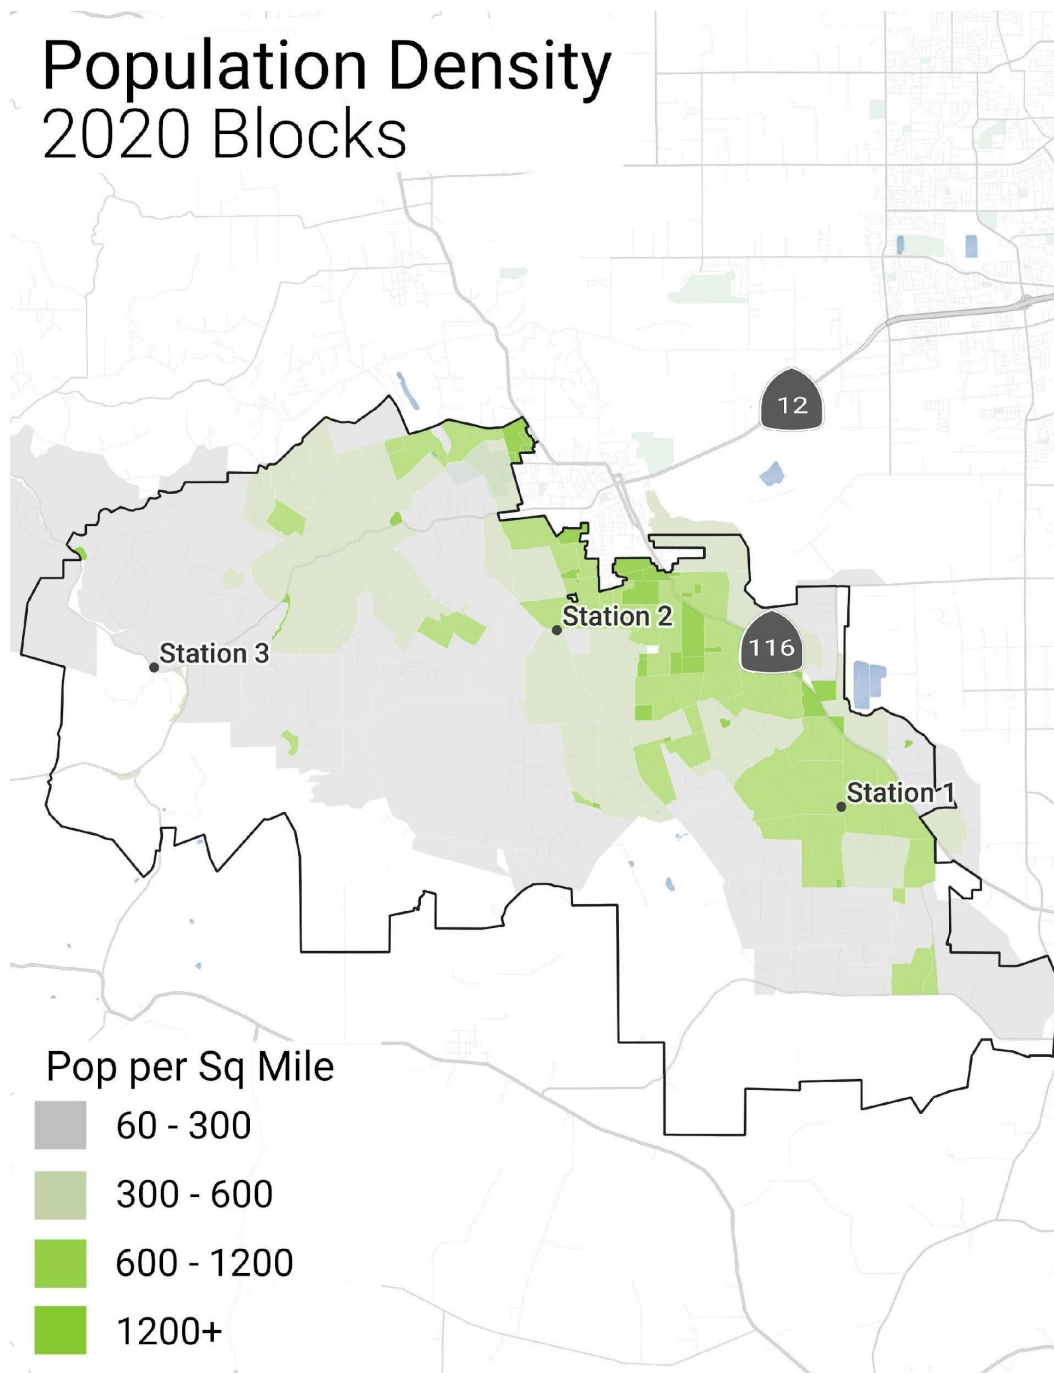 Population Density
2020 Blocks
12
Station 2
116
Station 3
Station 1
Pop per Sq Mile
60 - 300
300 - 600
600 - 1200
1200+